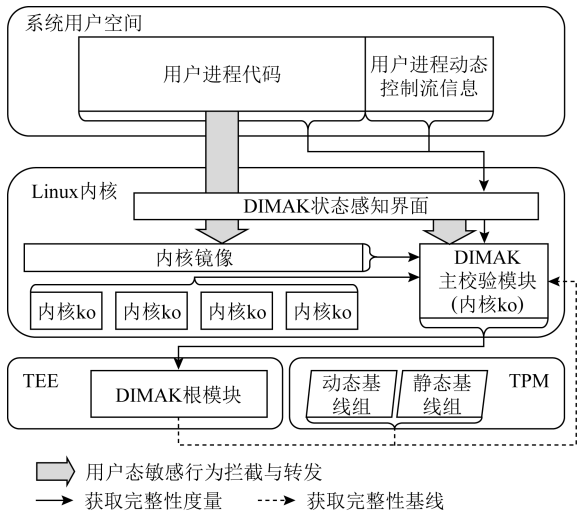 系统用户空间
用户进程代码
用户进程动态
控制流信息
Linux内核
DIMAK状态感知界面
内核镜像
DIMAK
主校验模块
(内核ko)
内核ko
内核ko
内核ko
内核ko
TEE
DIMAK根模块
动态基
线组
静态基
线组
TPM
用户态敏感行为拦截与转发
获取完整性度量
获取完整性基线